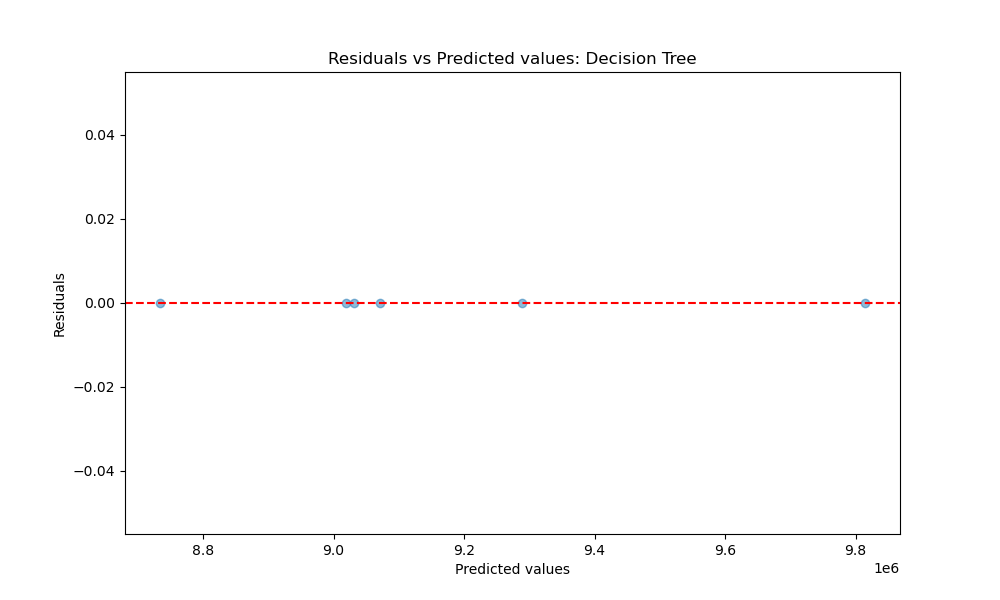 Residuals vs Predicted values: Decision Tree
0.04
0.02
0.00
−0.02
−0.04
Residuals
8.8 9.0 9.2 9.4 9.6 9.8
1e6
Predicted values